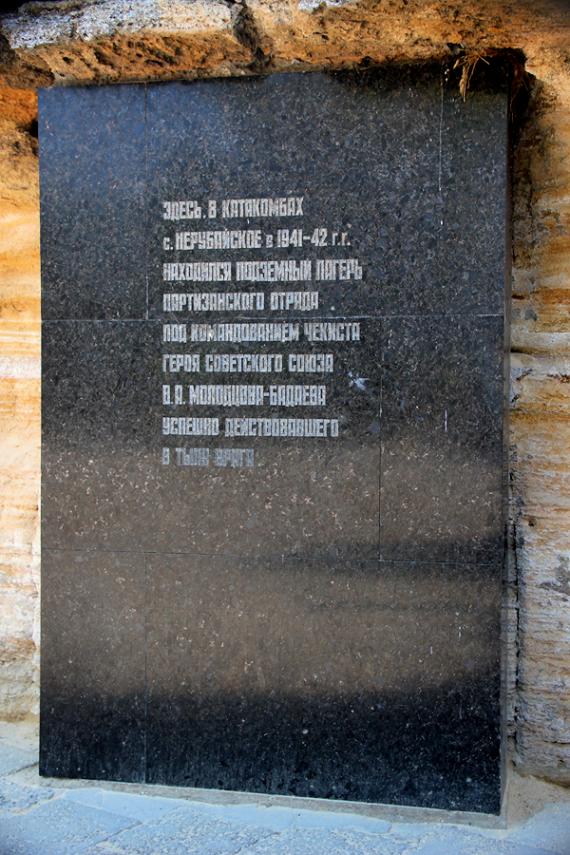 ЗДЕСЬ, В КАТАКОМБАХ
с. НЕРУБАЙСКОЕ в 1941-42 г.г.
НАХОДИЛСЯ ПОДЗЕМНЫЙ ЛАГЕРЬ
ПАРТИЗАНСКОГО ОТРЯДА
ПОД КОМАНДОВАНИЕМ ЧЕКИСТА
ГЕРОЯ СОВЕТСКОГО СОЮЗА
В.А. МОЛОДЦОВА-БАДАЕВА
УСПЕШНО ДЕЙСТВОВАВШЕГО
В ТЫЛУ ВРАГА.